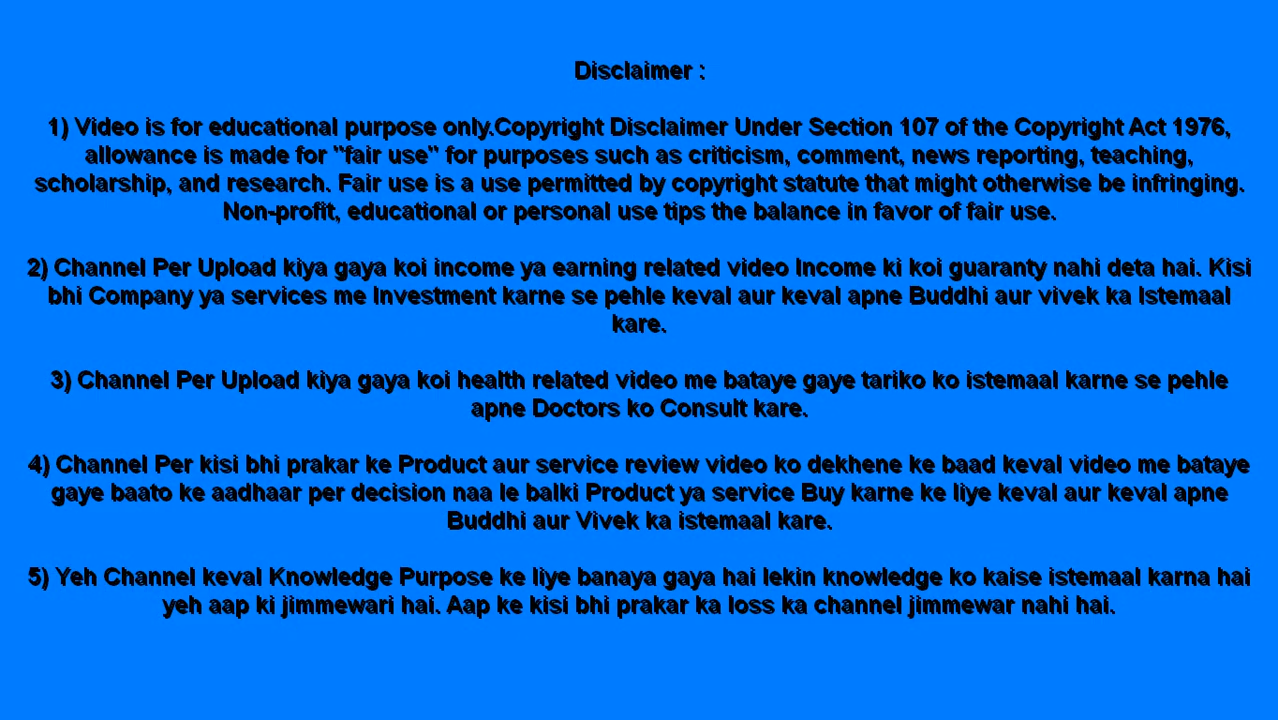 Disclaimer :
1) Video is for educational purpose only.Copyright Disclaimer Under Section 107 of the Copyright Act 1976,
allowance is made for "fair use" for purposes such as criticism, comment, news reporting, teaching,
scholarship, and research. Fair use is a use permitted by copyright statute that might otherwise be infringing.
Non-profit, educational or personal use tips the balance in favor of fair use.
2) Channel Per Upload kiya gaya koi income ya earning related video Income ki koi guaranty nahi deta hai. Kisi
bhi Company ya services me Investment karne se pehle keval aur keval apne Buddhi aur vivek ka Istemaal
kare.
3) Channel Per Upload kiya gaya koi health related video me bataye gaye tariko ko istemaal karne se pehle
apne Doctors ko Consult kare.
4) Channel Per kisi bhi prakar ke Product aur service review video ko dekhene ke baad keval video me bataye
gaye baato ke aadhaar per decision naa le balki Product ya service Buy karne ke liye keval aur keval apne
Buddhi aur Vivek ka istemaal kare.
5) Yeh Channel keval Knowledge Purpose ke liye banaya gaya hai lekin knowledge ko kaise istemaal karna hai
yeh aap ki jimmewari hai. Aap ke kisi bhi prakar ka loss ka channel jimmewar nahi hai.